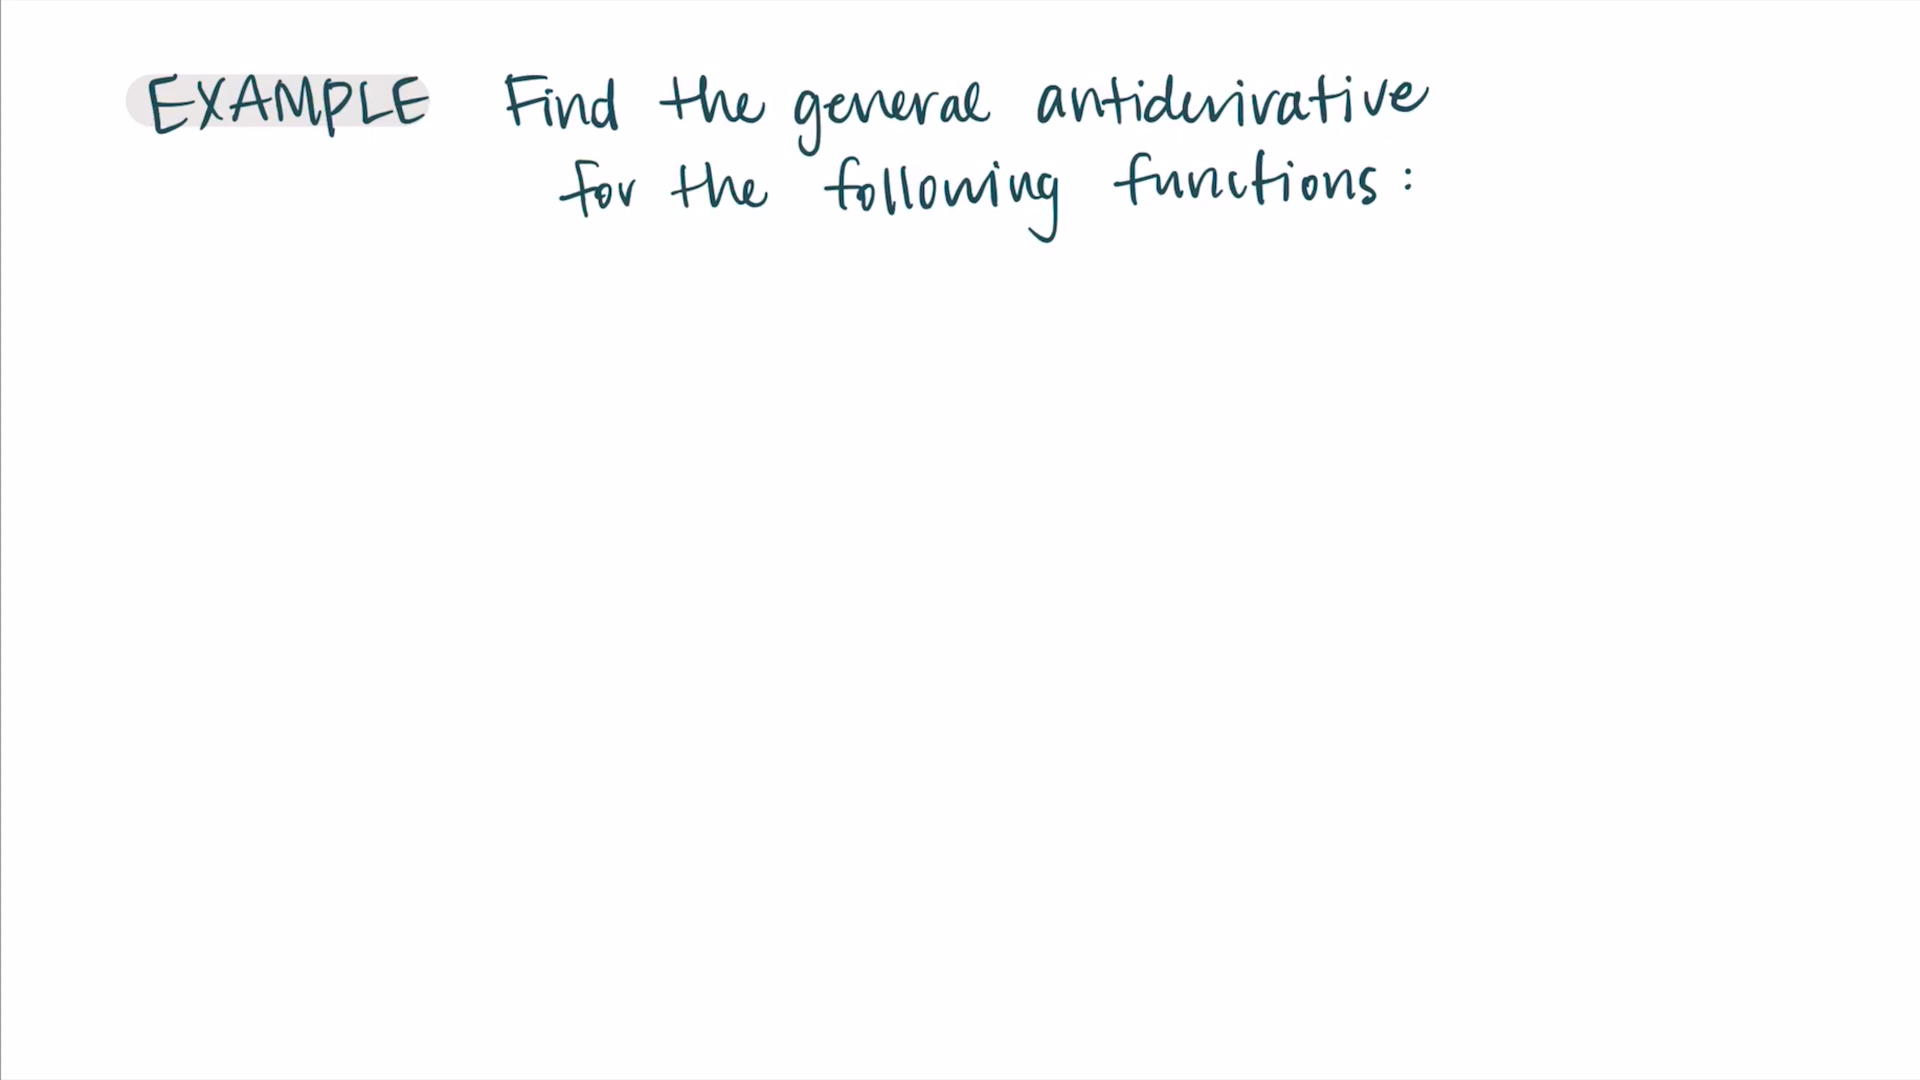 EXAMPLE Find the general antiderivative
for the following functions: